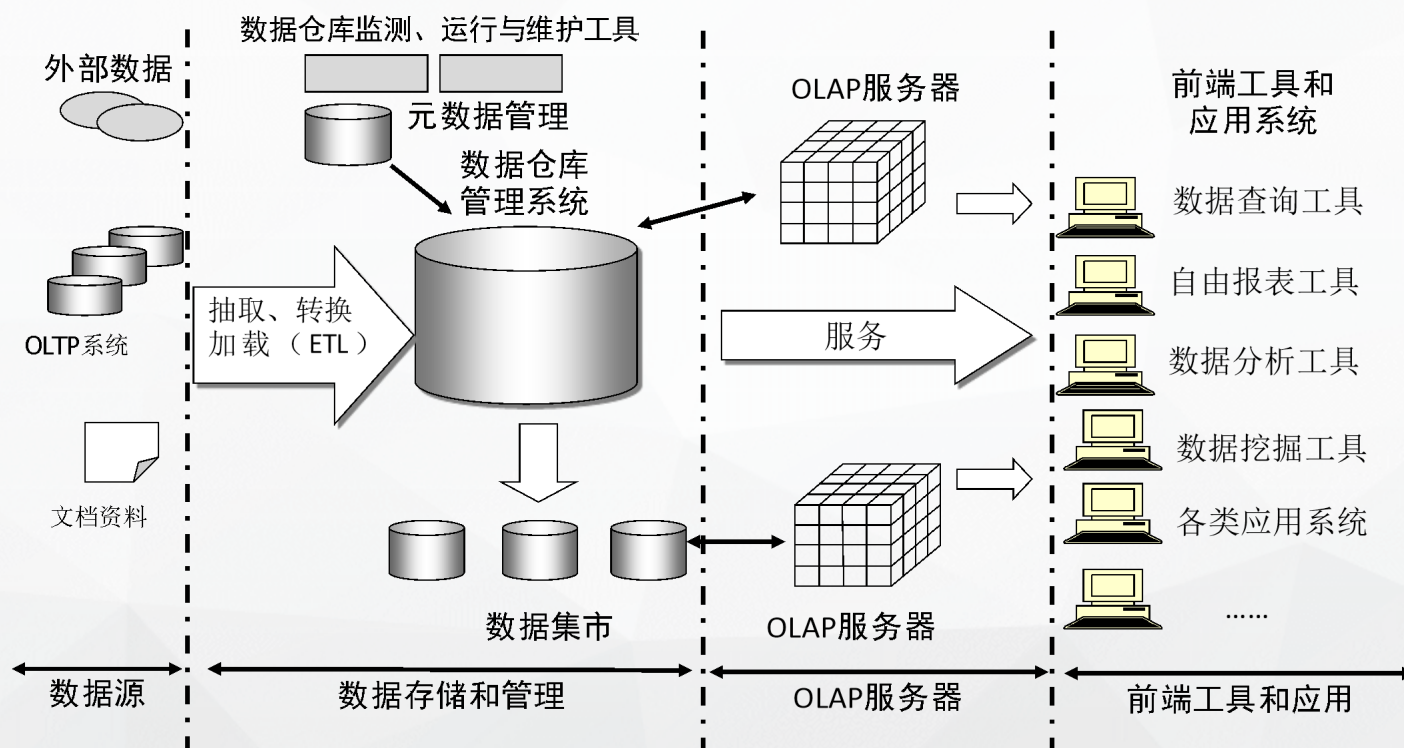 数据仓库监测、运行与维护工具
外部数据
元数据管理
数据仓库
管理系统
OLTP系统
抽取、转换
加载（ETL）
文档资料
数据集市
OLAP服务器
服务
OLAP服务器
前端工具和
应用系统
数据查询工具
自由报表工具
数据分析工具
数据挖掘工具
各类应用系统
……
数据源
数据存储和管理
OLAP服务器
前端工具和应用